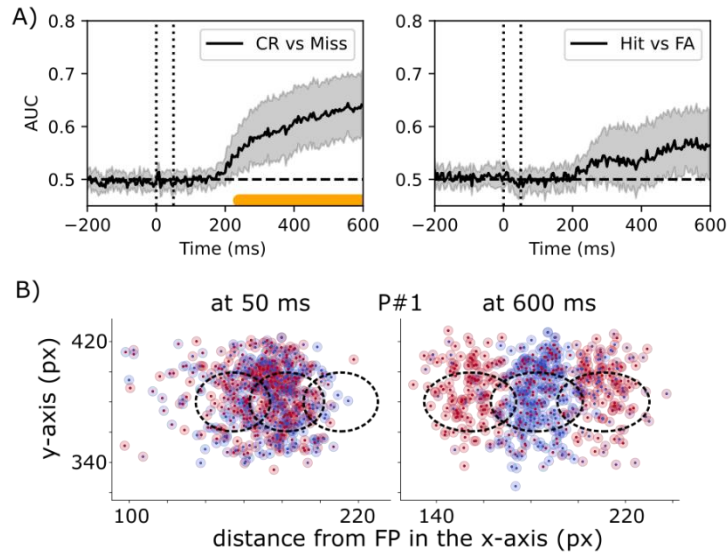 A)
CR vs Miss
Hit vs FA
AUC
0.8
0.7
0.6
0.5
−200 0 200 400 600
Time (ms)
0.8
0.7
0.6
0.5
−200 0 200 400 600
Time (ms)
B)
at 50 ms P#1 at 600 ms
y-axis (px)
420
340
100 220 140 220
distance from FP in the x-axis (px)